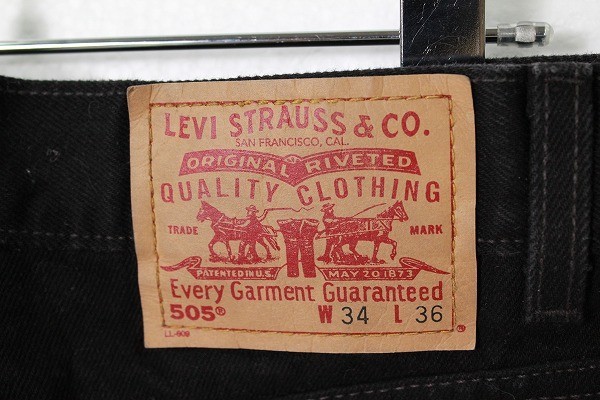 LEVI STRAUSS & CO.
SAN FRANCISCO, CAL.
ORIGINAL RIVETED
QUALITY CLOTHING
TRADE MARK
PATENTED IN U.S. MAY 20 1873
Every Garment Guaranteed
505® W 34 L 36
®